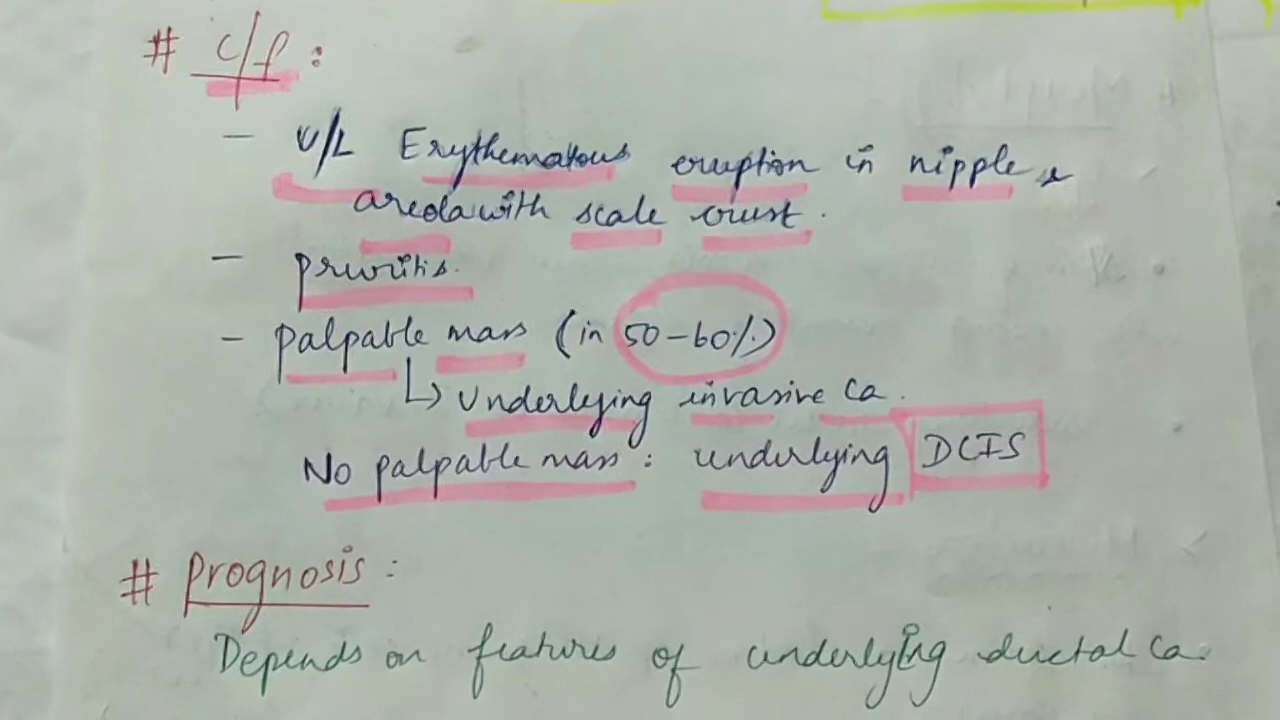 # C/f :
– U/L Erythematous eruption in nipple &
areola with scale crust.
– pruritis.
– palpable mass (in 50-60%)
↳ Underlying invasive Ca.
No palpable mass : underlying DCIS
# Prognosis :
Depends on features of underlying ductal Ca.